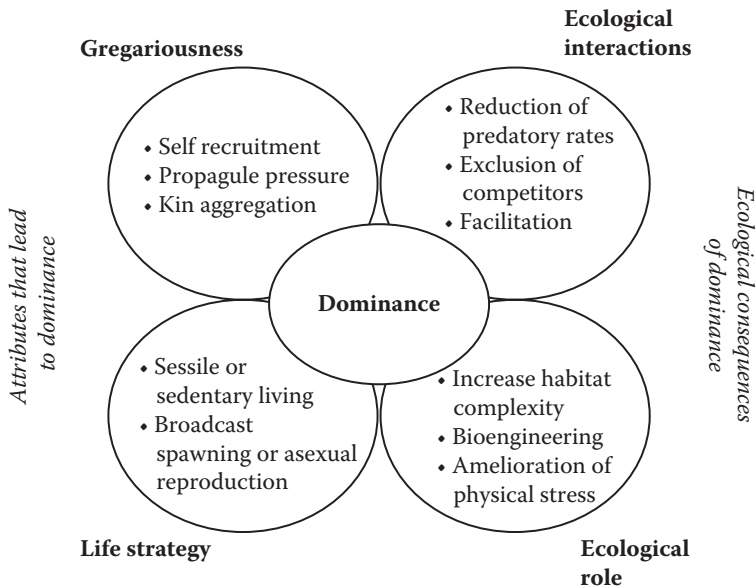 Gregariousness
Ecological
interactions
• Self recruitment
• Propagule pressure
• Kin aggregation
• Reduction of
predatory rates
• Exclusion of
competitors
• Facilitation
Attributes that lead
to dominance
Dominance
Ecological consequences
of dominance
• Sessile or
sedentary living
• Broadcast
spawning or asexual
reproduction
• Increase habitat
complexity
• Bioengineering
• Amelioration of
physical stress
Life strategy
Ecological
role